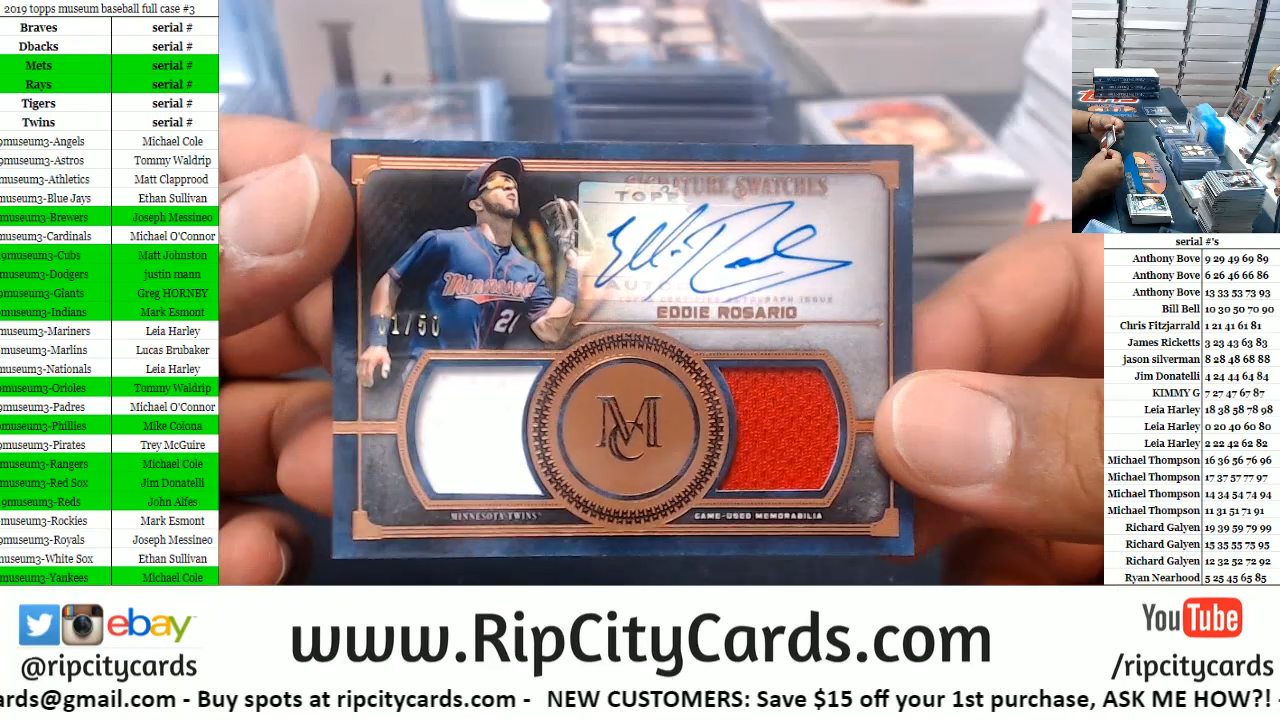 2019 topps museum baseball full case #3
Braves serial #
Dbacks serial #
Mets serial #
Rays serial #
Tigers serial #
Twins serial #
9museum3-Angels Michael Cole
9museum3-Astros Tommy Waldrip
museum3-Athletics Matt Clapprood
museum3-Blue Jays Ethan Sullivan
museum3-Brewers Joseph Messineo
museum3-Cardinals Michael O'Connor
9museum3-Cubs Matt Johnston
museum3-Dodgers justin mann
museum3-Giants Greg HORNBY
museum3-Indians Mark Esmont
museum3-Mariners Leia Harley
museum3-Marlins Lucas Brubaker
museum3-Nationals Leia Harley
museum3-Orioles Tommy Waldrip
museum3-Padres Michael O'Connor
museum3-Phillies Mike Colona
9museum3-Pirates Trey McGuire
museum3-Rangers Michael Cole
museum3-Red Sox Jim Donatelli
9museum3-Reds John Alfes
museum3-Rockies Mark Esmont
museum3-Royals Joseph Messineo
museum3-White Sox Ethan Sullivan
museum3-Yankees Michael Cole
SIGNATURE SWATCHES
TOPPS
Minnesota
21
01/50
EDDIE ROSARIO
MC
MINNESOTA TWINS
GAME-USED MEMORABILIA
serial #'s
Anthony Bove 9 29 49 69 89
Anthony Bove 6 26 46 66 86
Anthony Bove 13 33 53 73 93
Bill Bell 10 30 50 70 90
Chris Fitzjarrald 1 21 41 61 81
James Ricketts 3 23 43 63 83
jason silverman 8 28 48 68 88
Jim Donatelli 4 24 44 64 84
KIMMY G 7 27 47 67 87
Leia Harley 18 38 58 78 98
Leia Harley 0 20 40 60 80
Leia Harley 2 22 42 62 82
Michael Thompson 16 36 56 76 96
Michael Thompson 17 37 57 77 97
Michael Thompson 14 34 54 74 94
Michael Thompson 11 31 51 71 91
Richard Galyen 19 39 59 79 99
Richard Galyen 15 35 55 75 95
Richard Galyen 12 32 52 72 92
Ryan Nearhood 5 25 45 65 85
ebay
@ripcitycards
www.RipCityCards.com
YouTube
/ripcitycards
ards@gmail.com - Buy spots at ripcitycards.com - NEW CUSTOMERS: Save $15 off your 1st purchase, ASK ME HOW?! -